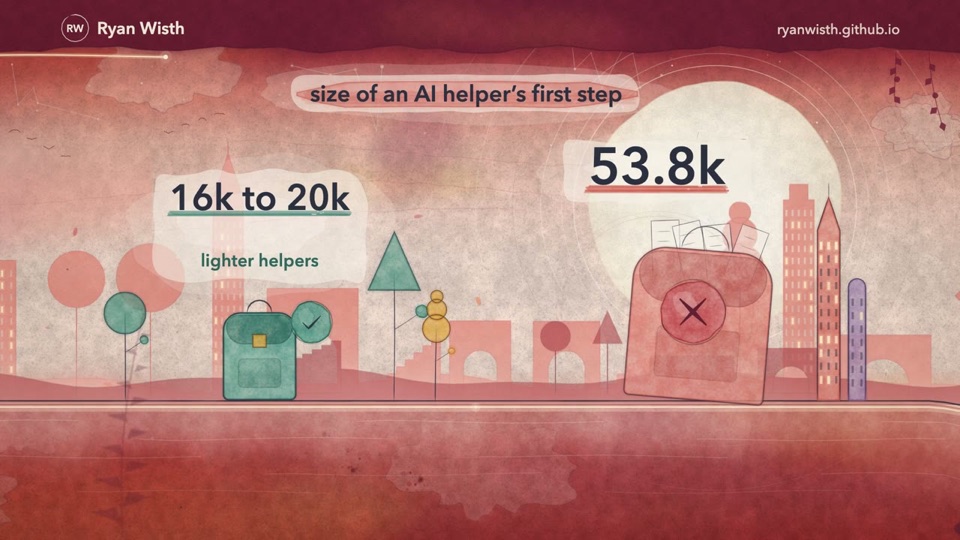 RW Ryan Wisth
ryanwisth.github.io
size of an AI helper’s first step
16k to 20k
53.8k
lighter helpers